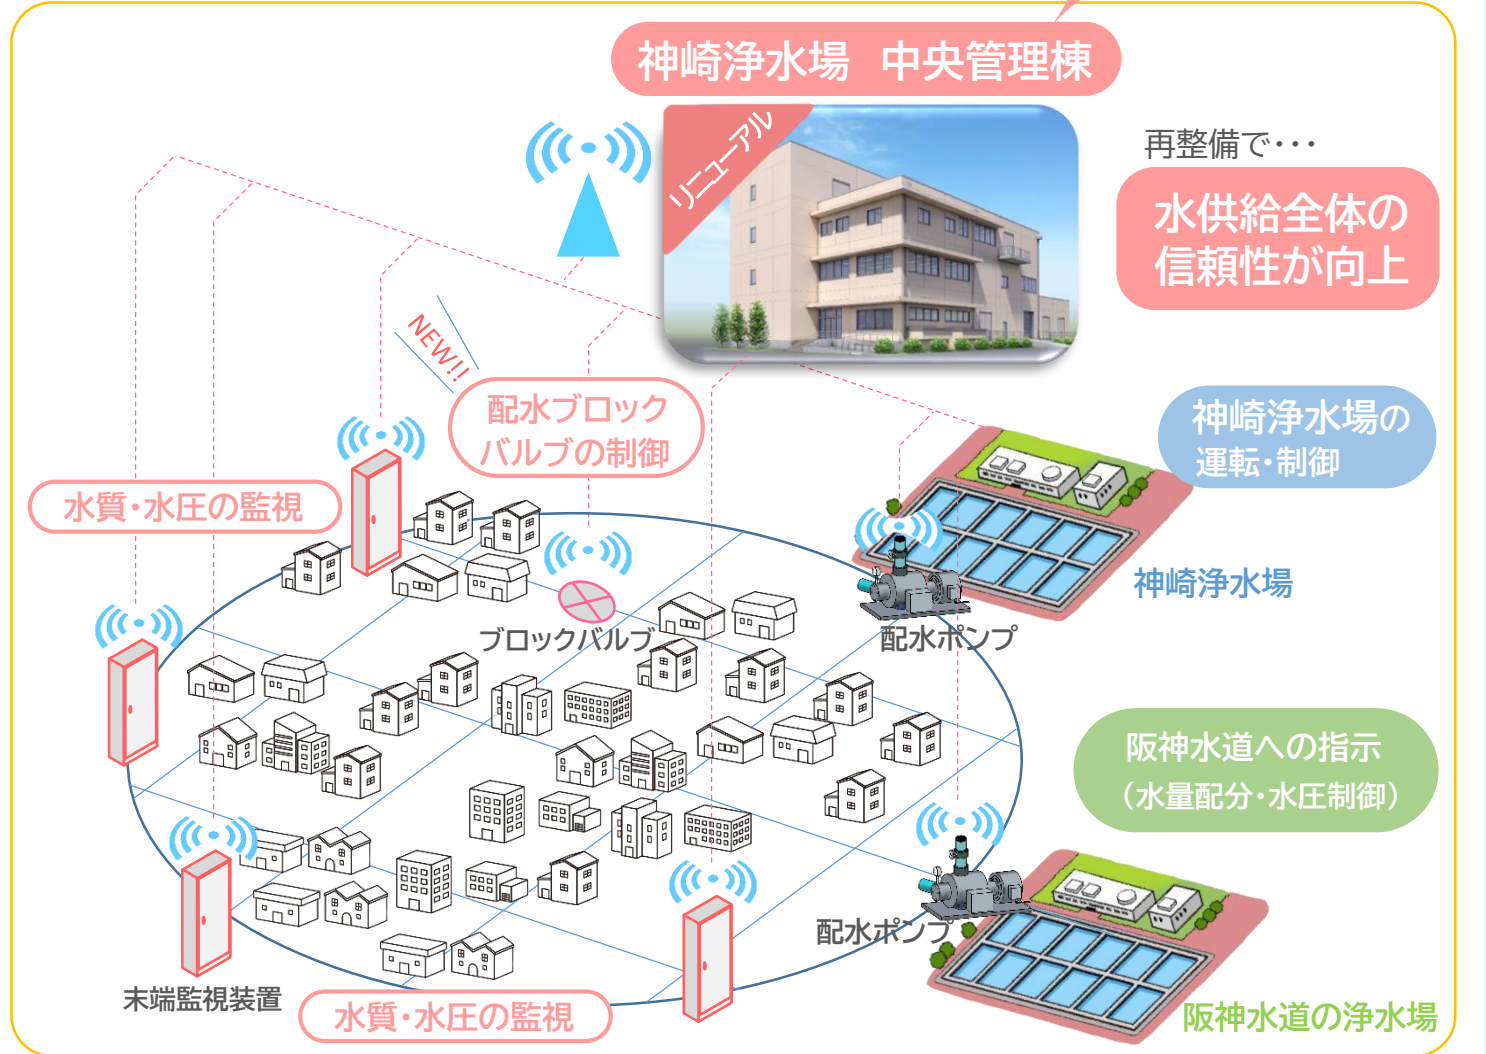 神崎浄水場　中央管理棟
リニューアル
再整備で・・・
水供給全体の
信頼性が向上
NEW!!
配水ブロック
バルブの制御
神崎浄水場の
運転・制御
水質・水圧の監視
神崎浄水場
ブロックバルブ
配水ポンプ
阪神水道への指示
（水量配分・水圧制御）
配水ポンプ
末端監視装置
水質・水圧の監視
阪神水道の浄水場